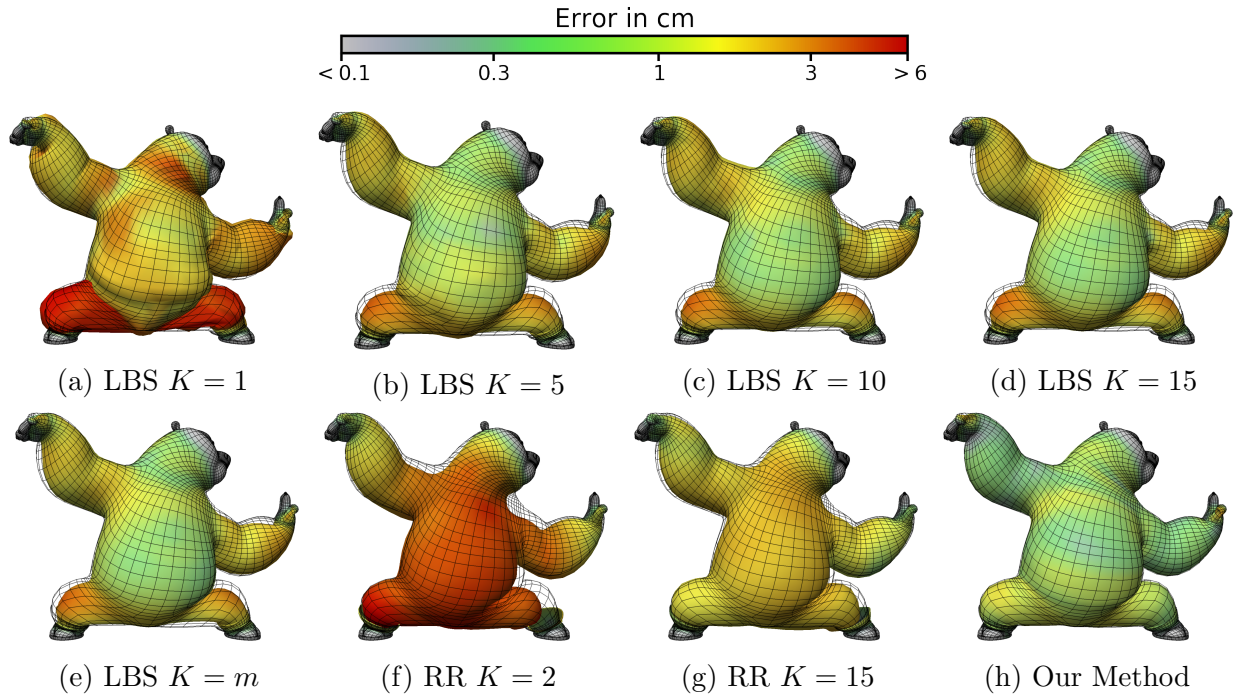 Error in cm
< 0.1 0.3 1 3 > 6
(a) LBS K = 1
(b) LBS K = 5
(c) LBS K = 10
(d) LBS K = 15
(e) LBS K = m
(f) RR K = 2
(g) RR K = 15
(h) Our Method